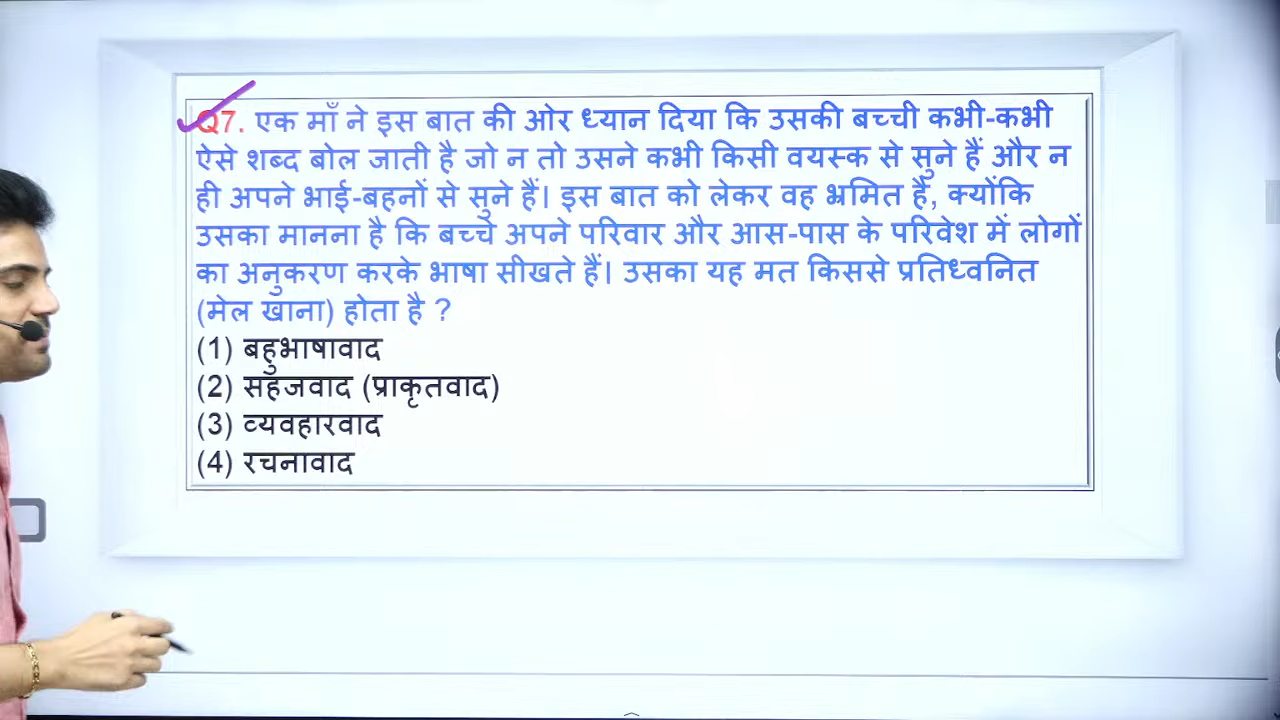 Q7. एक माँ ने इस बात की ओर ध्यान दिया कि उसकी बच्ची कभी-कभी
ऐसे शब्द बोल जाती है जो न तो उसने कभी किसी वयस्क से सुने हैं और न
ही अपने भाई-बहनों से सुने हैं। इस बात को लेकर वह भ्रमित है, क्योंकि
उसका मानना है कि बच्चे अपने परिवार और आस-पास के परिवेश में लोगों
का अनुकरण करके भाषा सीखते हैं। उसका यह मत किससे प्रतिध्वनित
(मेल खाना) होता है ?
(1) बहुभाषावाद
(2) सहजवाद (प्राकृतवाद)
(3) व्यवहारवाद
(4) रचनावाद